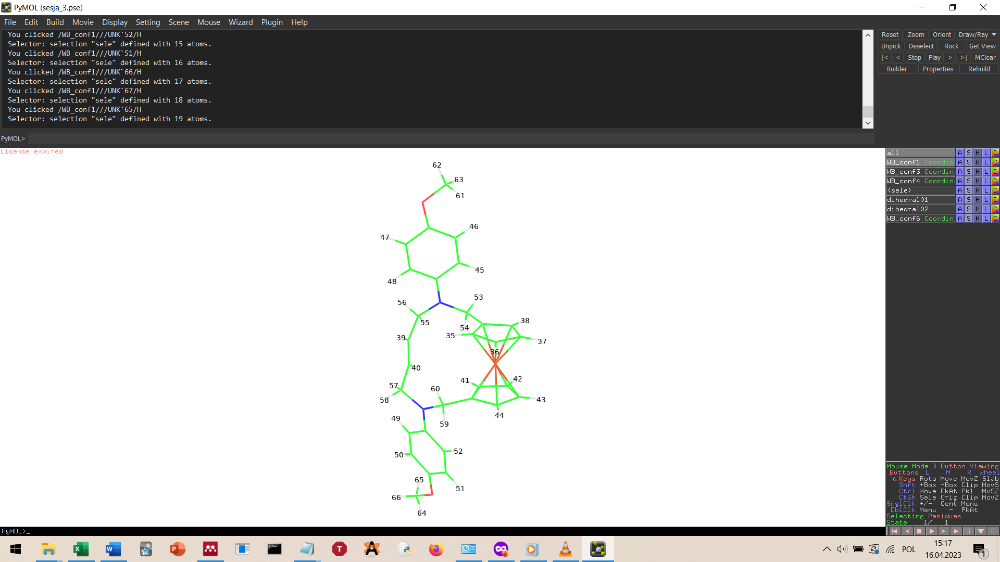 PyMOL (sesja_3.pse)
File Edit Build Movie Display Setting Scene Mouse Wizard Plugin Help
You clicked /WB_conf1///UNK`52/H
Selector: selection "sele" defined with 15 atoms.
You clicked /WB_conf1///UNK`51/H
Selector: selection "sele" defined with 16 atoms.
You clicked /WB_conf1///UNK`66/H
Selector: selection "sele" defined with 17 atoms.
You clicked /WB_conf1///UNK`67/H
Selector: selection "sele" defined with 18 atoms.
You clicked /WB_conf1///UNK`65/H
Selector: selection "sele" defined with 19 atoms.
PyMOL>
Reset Zoom Orient Draw/Ray
Unpick Deselect Rock Get View
|< < Stop Play > >| MClear
Builder Properties Rebuild
License expired
62
63
61
46
47
45
48
53
56
55
54
38
35
39
37
36
40
41
42
57
60
58
43
44
49
59
52
50
65
51
66
64
all A S H L C
WB_conf1 Coordin A S H L C
WB_conf3 Coordin A S H L C
WB_conf4 Coordin A S H L C
(sele) A S H L C
dihedral01 A S H L C
dihedral02 A S H L C
WB_conf6 Coordin A S H L C
Mouse Mode 3-Button Viewing
Buttons L M R Wheel
& Keys Rota Move MovZ Slab
Shft +Box -Box Clip MovS
Ctrl Move PkAt Pk1 MvSZ
CtSh Sele Orig Clip MovZ
SnglClk +/- Cent Menu
DblClk Menu - PkAt
Selecting Residues
State 1/ 1
S F
PyMOL>_
POL
15:17
16.04.2023
1